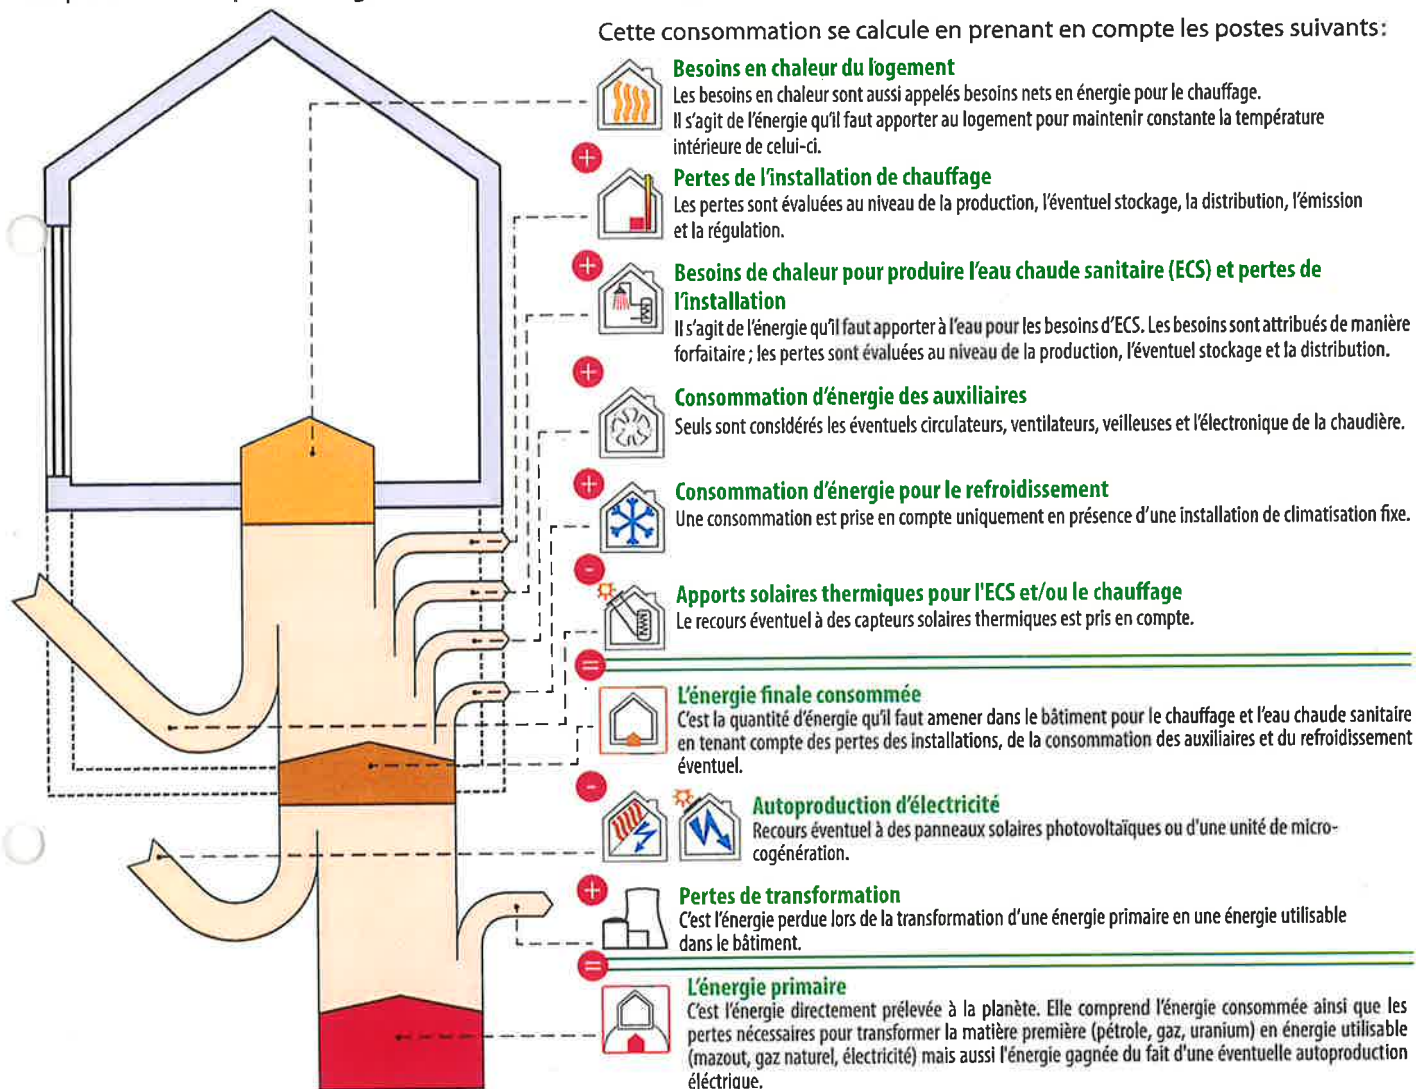 Cette consommation se calcule en prenant en compte les postes suivants:
Besoins en chaleur du logement
Les besoins en chaleur sont aussi appelés besoins nets en énergie pour le chauffage.
Il s'agit de l'énergie qu'il faut apporter au logement pour maintenir constante la température
intérieure de celui-ci.
+
Pertes de l'installation de chauffage
Les pertes sont évaluées au niveau de la production, l'éventuel stockage, la distribution, l'émission
et la régulation.
+
Besoins de chaleur pour produire l'eau chaude sanitaire (ECS) et pertes de
l'installation
Il s'agit de l'énergie qu'il faut apporter à l'eau pour les besoins d'ECS. Les besoins sont attribués de manière
forfaitaire ; les pertes sont évaluées au niveau de la production, l'éventuel stockage et la distribution.
+
Consommation d'énergie des auxiliaires
Seuls sont considérés les éventuels circulateurs, ventilateurs, veilleuses et l'électronique de la chaudière.
+
Consommation d'énergie pour le refroidissement
Une consommation est prise en compte uniquement en présence d'une installation de climatisation fixe.
-
Apports solaires thermiques pour l'ECS et/ou le chauffage
Le recours éventuel à des capteurs solaires thermiques est pris en compte.
=
L'énergie finale consommée
C'est la quantité d'énergie qu'il faut amener dans le bâtiment pour le chauffage et l'eau chaude sanitaire
en tenant compte des pertes des installations, de la consommation des auxiliaires et du refroidissement
éventuel.
-
Autoproduction d'électricité
Recours éventuel à des panneaux solaires photovoltaïques ou d'une unité de micro-
cogénération.
+
Pertes de transformation
C'est l'énergie perdue lors de la transformation d'une énergie primaire en une énergie utilisable
dans le bâtiment.
=
L'énergie primaire
C'est l'énergie directement prélevée à la planète. Elle comprend l'énergie consommée ainsi que les
pertes nécessaires pour transformer la matière première (pétrole, gaz, uranium) en énergie utilisable
(mazout, gaz naturel, électricité) mais aussi l'énergie gagnée du fait d'une éventuelle autoproduction
éléctrique.